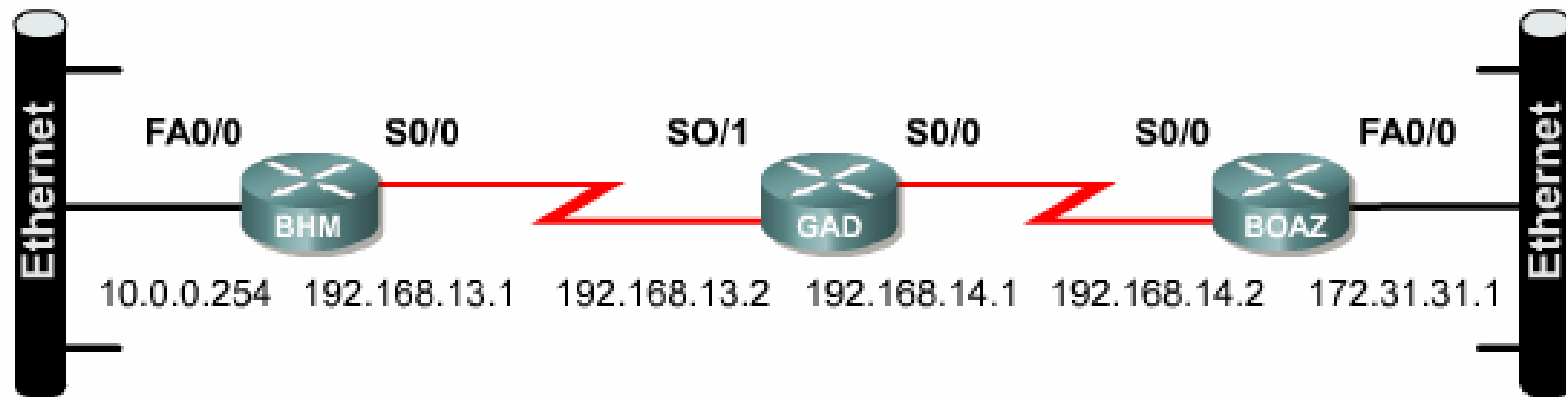 Ethernet
FA0/0 S0/0 SO/1 S0/0 S0/0 FA0/0
BHM GAD BOAZ
10.0.0.254 192.168.13.1 192.168.13.2 192.168.14.1 192.168.14.2 172.31.31.1
Ethernet